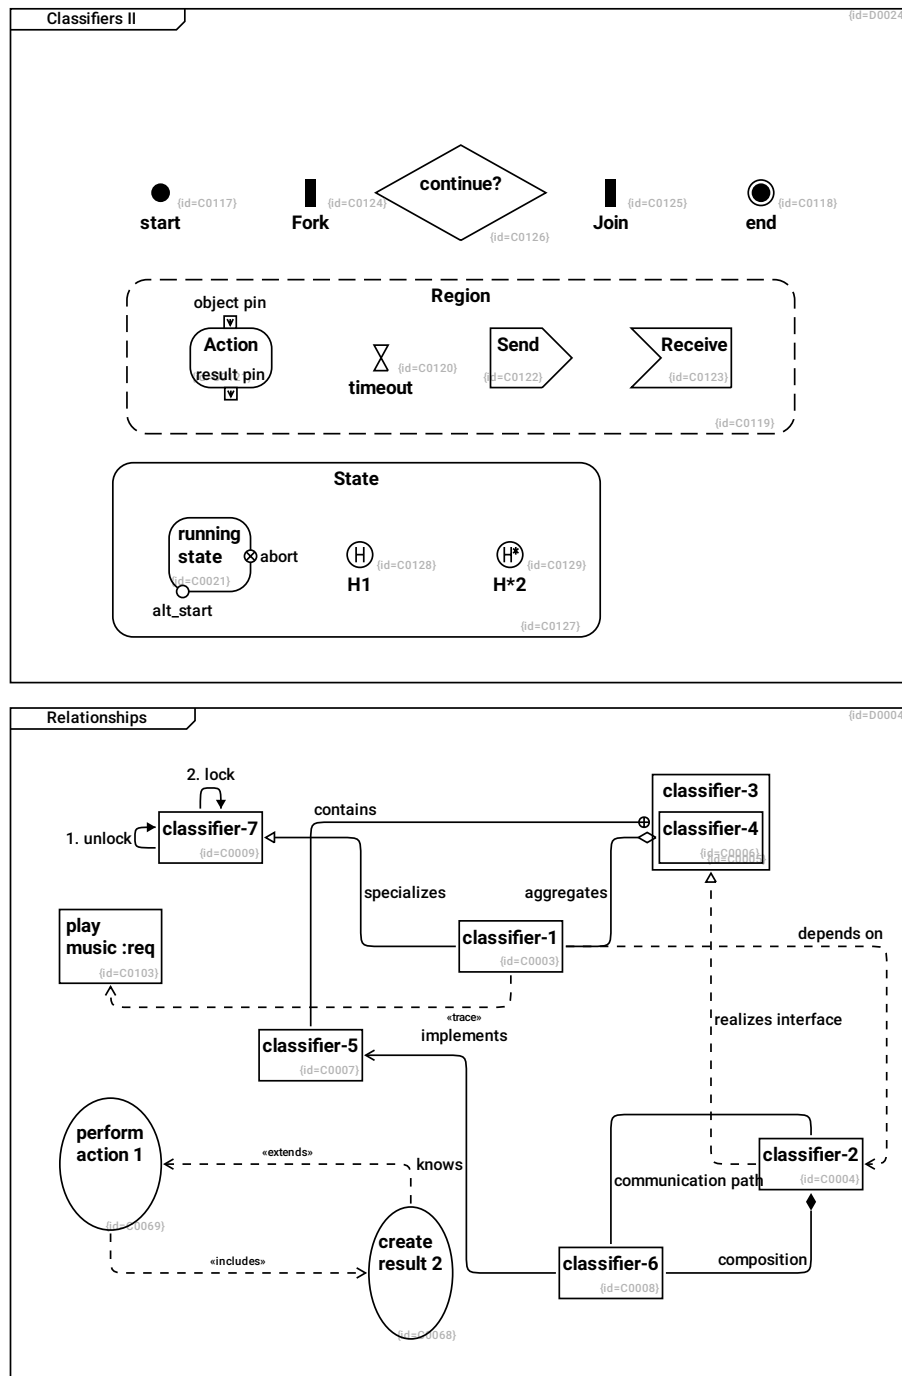 Classifiers II
{id=D0024
continue?
{id=C0117}
{id=C0124}
{id=C0125}
{id=C0118}
start
Fork
Join
end
{id=C0126}
Region
object pin
Action
Send
Receive
result pin
{id=C0120}
{id=C0122}
{id=C0123}
timeout
{id=C0119}
State
running
state
abort
H
H*
{id=C0128}
{id=C0129}
{id=C0021}
H1
H*2
alt_start
{id=C0127}
Relationships
{id=D0004
2. lock
classifier-3
contains
classifier-7
classifier-4
1. unlock
{id=C0009}
{id=C0006}
{id=C0005}
specializes
aggregates
play
music :req
classifier-1
depends on
{id=C0003}
{id=C0103}
«trace»
implements
realizes interface
classifier-5
{id=C0007}
perform
action 1
«extends»
knows
classifier-2
{id=C0004}
communication path
{id=C0069}
create
result 2
«includes»
classifier-6
composition
{id=C0008}
{id=C0068}